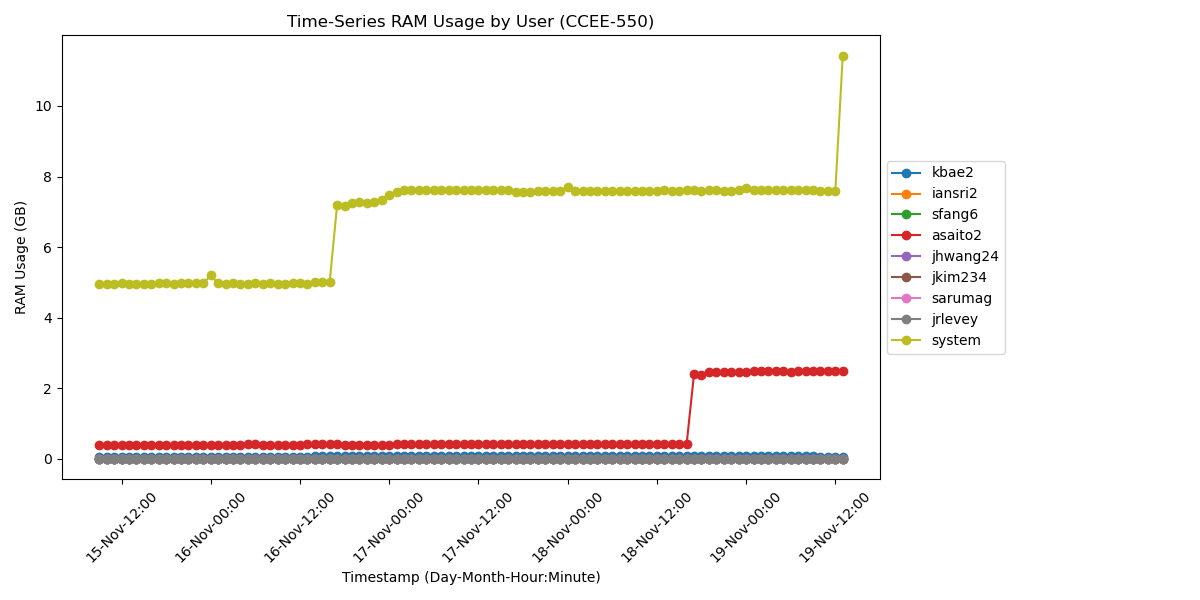 Time-Series RAM Usage by User (CCEE-550)
RAM Usage (GB)
10
8
6
4
2
0
15-Nov-12:00
16-Nov-00:00
16-Nov-12:00
17-Nov-00:00
17-Nov-12:00
18-Nov-00:00
18-Nov-12:00
19-Nov-00:00
19-Nov-12:00
Timestamp (Day-Month-Hour:Minute)
kbae2
iansri2
sfang6
asaito2
jhwang24
jkim234
sarumag
jrlevey
system